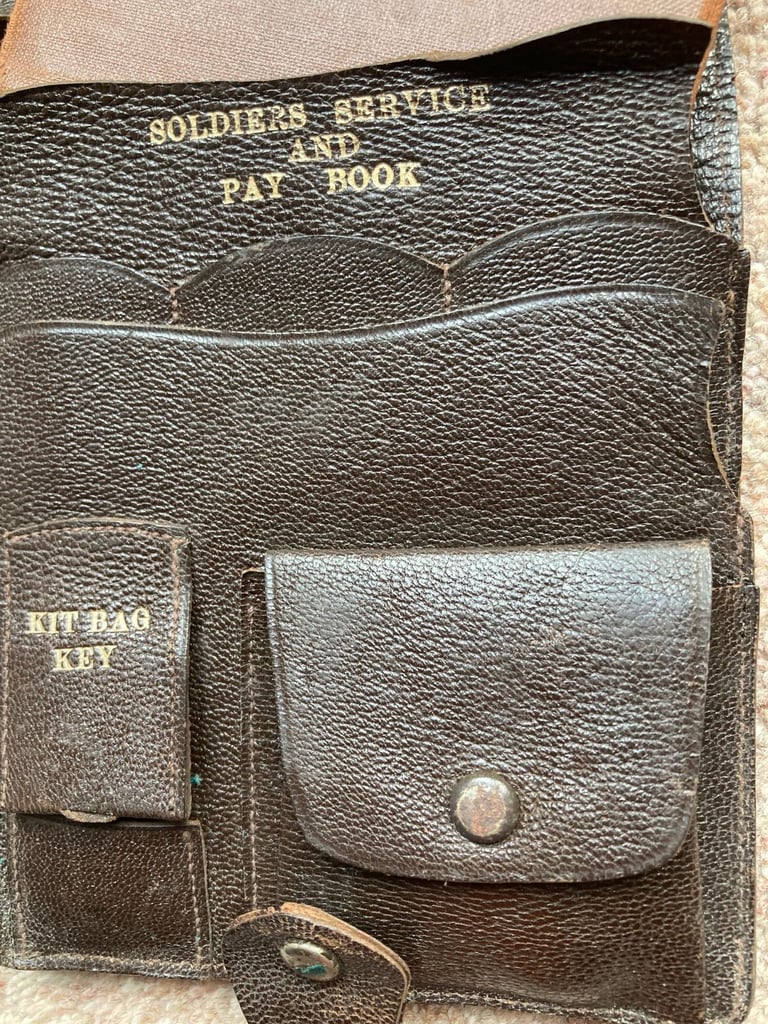 SOLDIERS SERVICE
AND
PAY BOOK
KIT BAG
KEY